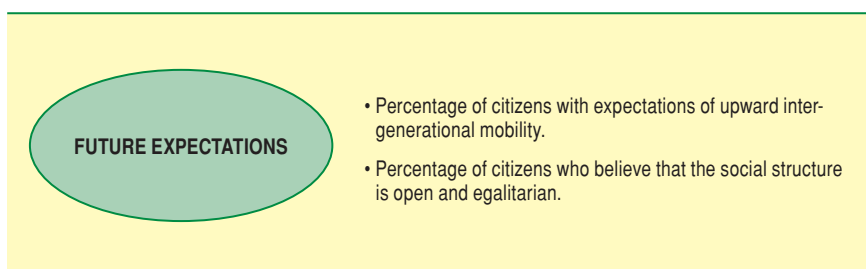 FUTURE EXPECTATIONS
• Percentage of citizens with expectations of upward inter-
generational mobility.
• Percentage of citizens who believe that the social structure
is open and egalitarian.